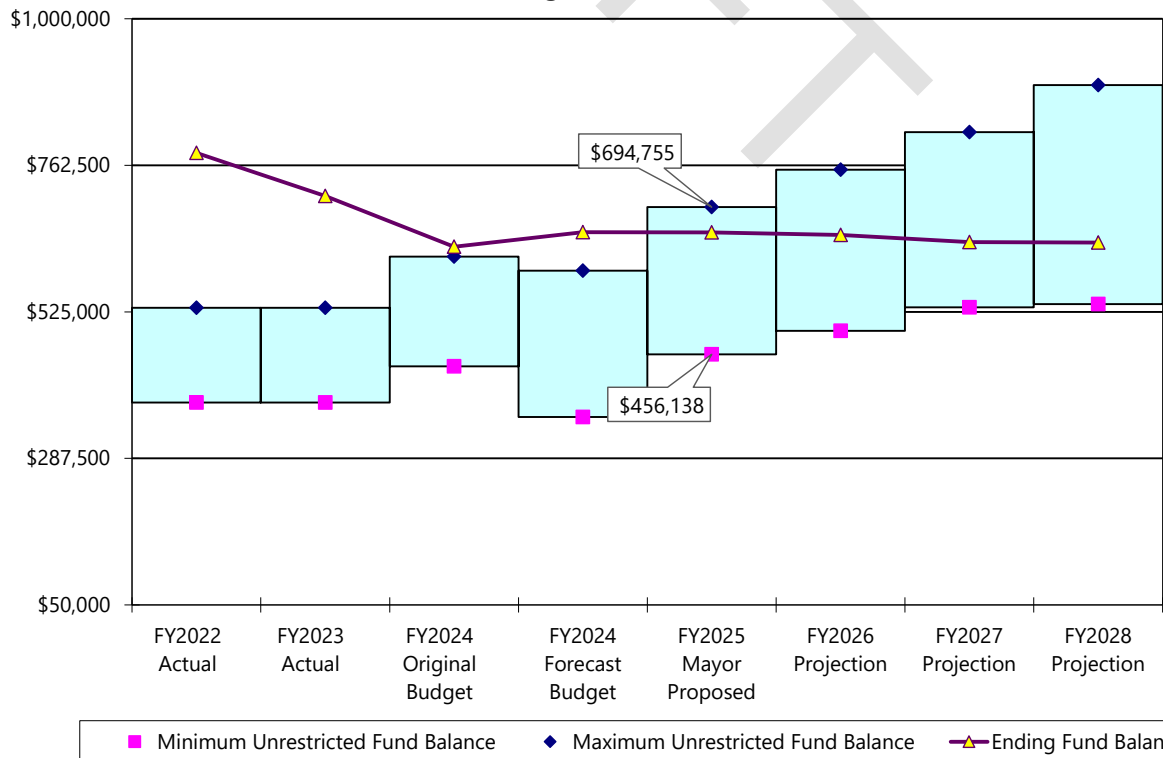 $1,000,000
$762,500
$525,000
$287,500
$50,000
$694,755
$456,138
FY2022
Actual
FY2023
Actual
FY2024
Original
Budget
FY2024
Forecast
Budget
FY2025
Mayor
Proposed
FY2026
Projection
FY2027
Projection
FY2028
Projection
Minimum Unrestricted Fund Balance
Maximum Unrestricted Fund Balance
Ending Fund Balan